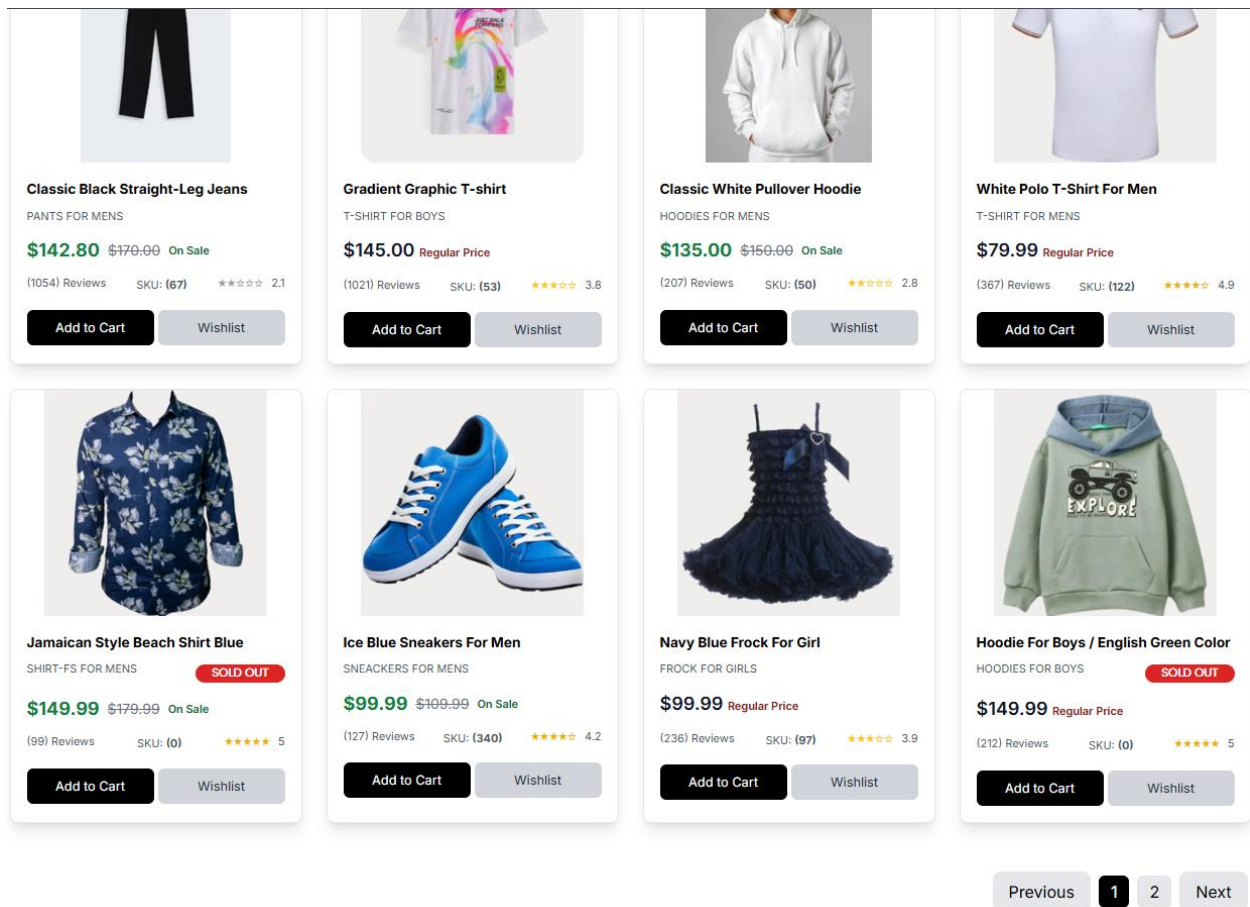 JUST WALK
FORWARD
Classic Black Straight-Leg Jeans
PANTS FOR MENS
$142.80 $170.00 On Sale
(1054) Reviews SKU: (67) ★★☆☆☆ 2.1
Add to Cart Wishlist
Gradient Graphic T-shirt
T-SHIRT FOR BOYS
$145.00 Regular Price
(1021) Reviews SKU: (53) ★★★☆☆ 3.8
Add to Cart Wishlist
Classic White Pullover Hoodie
HOODIES FOR MENS
$135.00 $150.00 On Sale
(207) Reviews SKU: (50) ★★☆☆☆ 2.8
Add to Cart Wishlist
White Polo T-Shirt For Men
T-SHIRT FOR MENS
$79.99 Regular Price
(367) Reviews SKU: (122) ★★★★☆ 4.9
Add to Cart Wishlist
Jamaican Style Beach Shirt Blue
SHIRT-FS FOR MENS SOLD OUT
$149.99 $179.99 On Sale
(99) Reviews SKU: (0) ★★★★★ 5
Add to Cart Wishlist
Ice Blue Sneakers For Men
SNEACKERS FOR MENS
$99.99 $109.99 On Sale
(127) Reviews SKU: (340) ★★★★☆ 4.2
Add to Cart Wishlist
Navy Blue Frock For Girl
FROCK FOR GIRLS
$99.99 Regular Price
(236) Reviews SKU: (97) ★★★☆☆ 3.9
Add to Cart Wishlist
EXPLORE
Hoodie For Boys / English Green Color
HOODIES FOR BOYS SOLD OUT
$149.99 Regular Price
(212) Reviews SKU: (0) ★★★★★ 5
Add to Cart Wishlist
Previous 1 2 Next